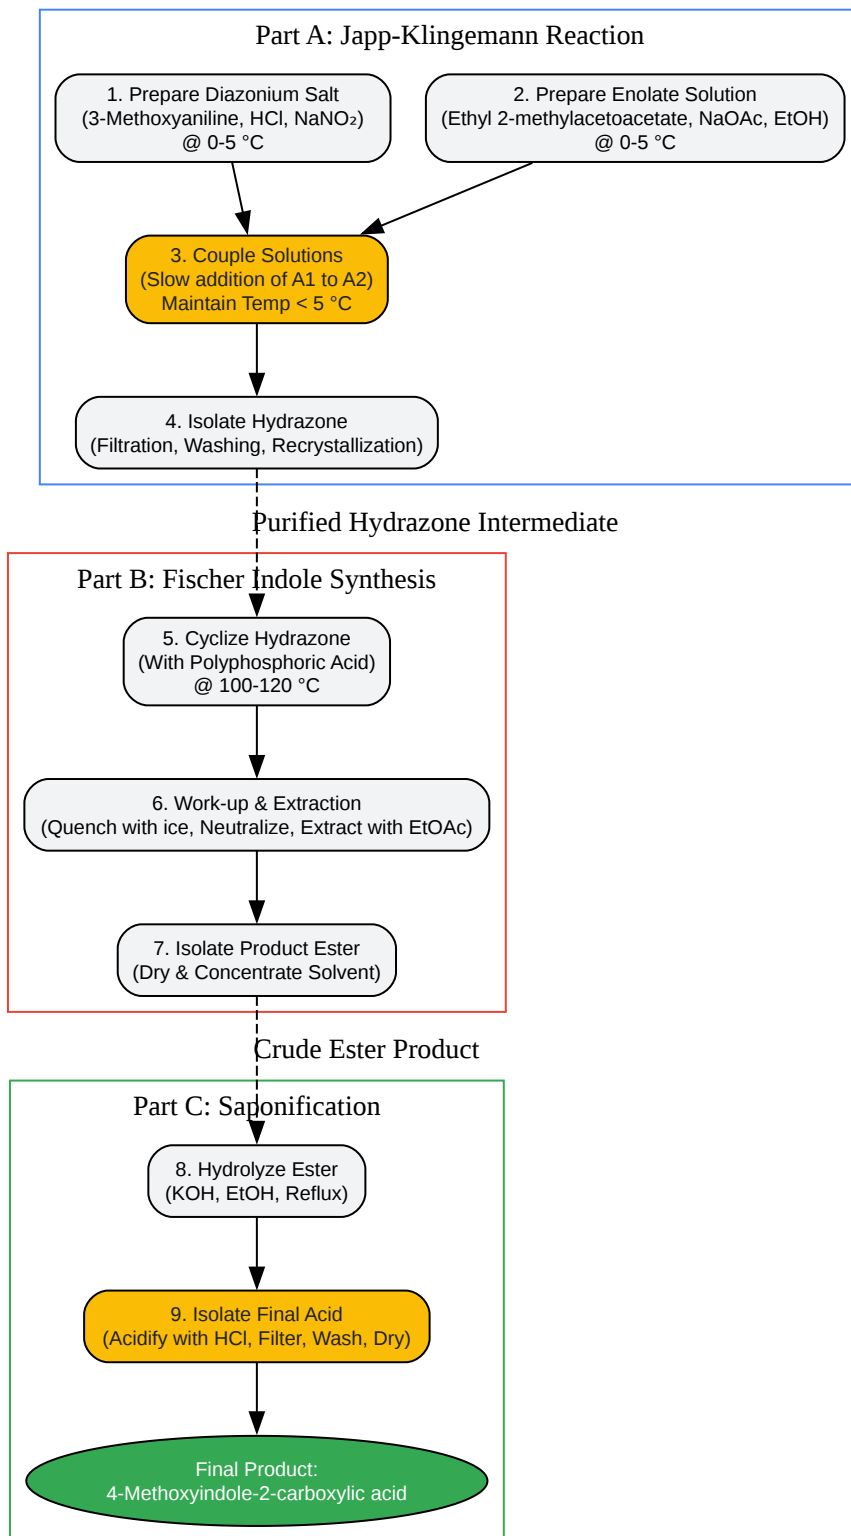 Part A: Japp-Klingemann Reaction
1. Prepare Diazonium Salt
(3-Methoxyaniline, HCl, NaNO₂)
@ 0-5 °C
2. Prepare Enolate Solution
(Ethyl 2-methylacetoacetate, NaOAc, EtOH)
@ 0-5 °C
3. Couple Solutions
(Slow addition of A1 to A2)
Maintain Temp < 5 °C
4. Isolate Hydrazone
(Filtration, Washing, Recrystallization)
Purified Hydrazone Intermediate
Part B: Fischer Indole Synthesis
5. Cyclize Hydrazone
(With Polyphosphoric Acid)
@ 100-120 °C
6. Work-up & Extraction
(Quench with ice, Neutralize, Extract with EtOAc)
7. Isolate Product Ester
(Dry & Concentrate Solvent)
Crude Ester Product
Part C: Saponification
8. Hydrolyze Ester
(KOH, EtOH, Reflux)
9. Isolate Final Acid
(Acidify with HCl, Filter, Wash, Dry)
Final Product:
4-Methoxyindole-2-carboxylic acid